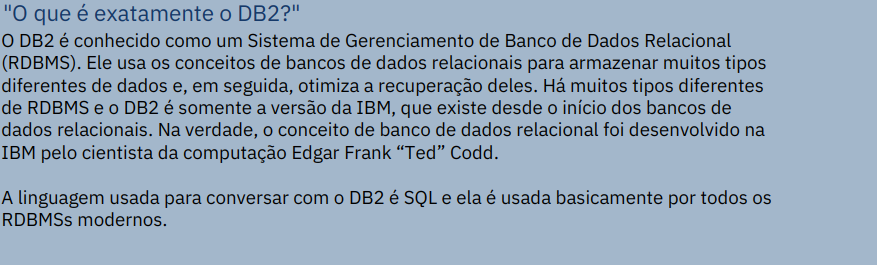 "O que é exatamente o DB2?"
O DB2 é conhecido como um Sistema de Gerenciamento de Banco de Dados Relacional
(RDBMS). Ele usa os conceitos de bancos de dados relacionais para armazenar muitos tipos
diferentes de dados e, em seguida, otimiza a recuperação deles. Há muitos tipos diferentes
de RDBMS e o DB2 é somente a versão da IBM, que existe desde o início dos bancos de
dados relacionais. Na verdade, o conceito de banco de dados relacional foi desenvolvido na
IBM pelo cientista da computação Edgar Frank “Ted” Codd.
A linguagem usada para conversar com o DB2 é SQL e ela é usada basicamente por todos os
RDBMSs modernos.